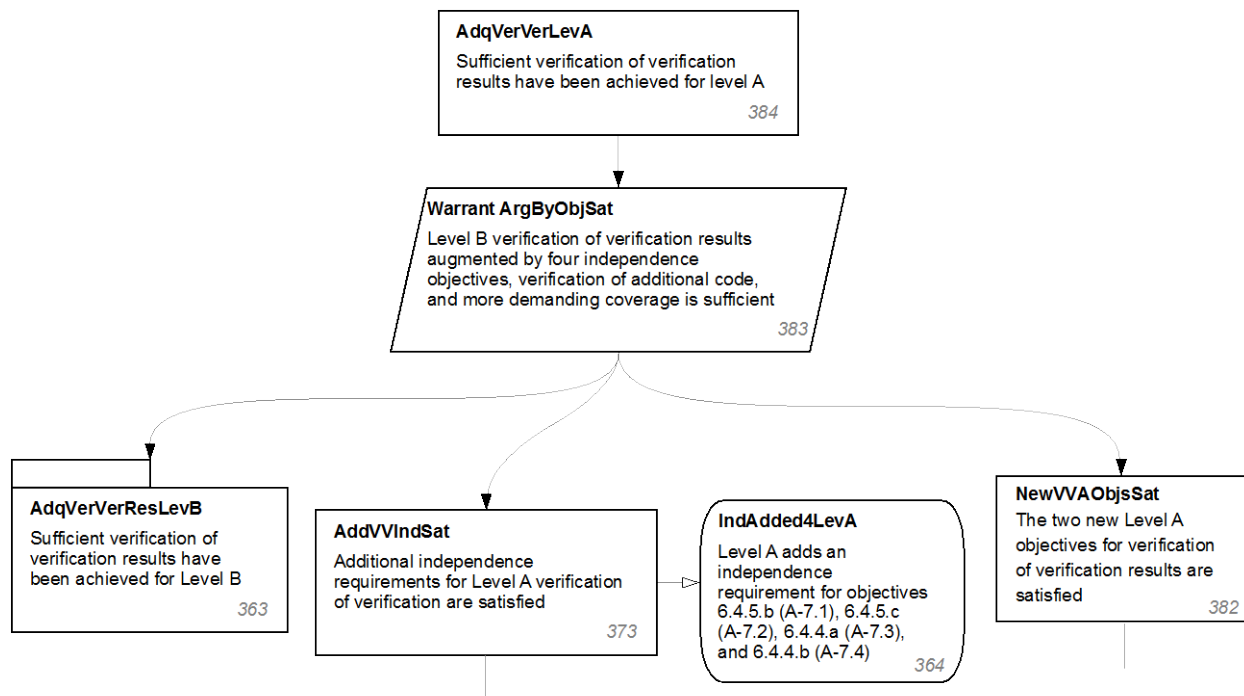 AdqVerVerLevA
Sufficient verification of verification
results have been achieved for level A
384
Warrant ArgByObjSat
Level B verification of verification results
augmented by four independence
objectives, verification of additional code,
and more demanding coverage is sufficient
383
AdqVerVerResLevB
Sufficient verification of
verification results have
been achieved for Level B
363
AddVVIndSat
Additional independence
requirements for Level A verification
of verification are satisfied
373
IndAdded4LevA
Level A adds an
independence
requirement for objectives
6.4.5.b (A-7.1), 6.4.5.c
(A-7.2), 6.4.4.a (A-7.3),
and 6.4.4.b (A-7.4)
364
NewVVAObjsSat
The two new Level A
objectives for verification
of verification results are
satisfied
382